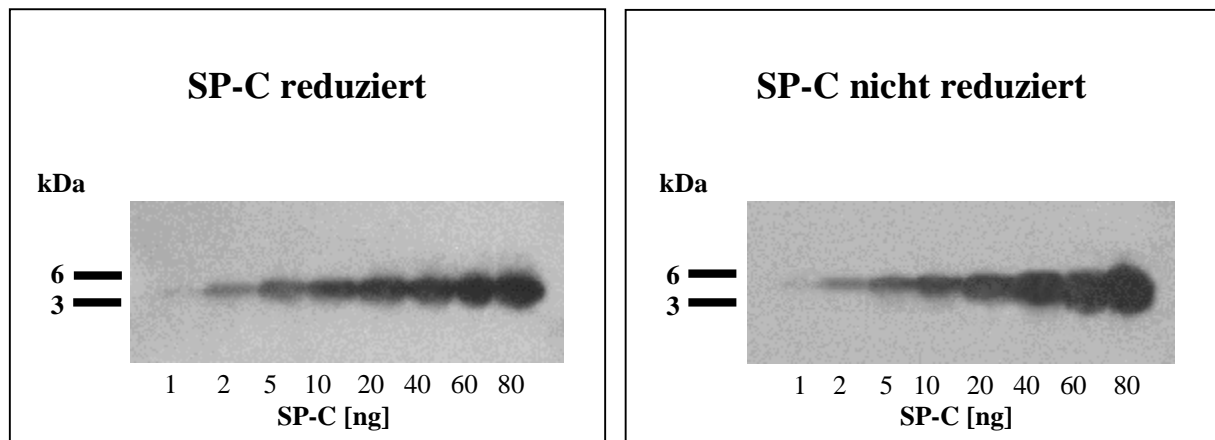 SP-C reduziert
kDa
6
3
1 2 5 10 20 40 60 80
SP-C [ng]
SP-C nicht reduziert
kDa
6
3
1 2 5 10 20 40 60 80
SP-C [ng]